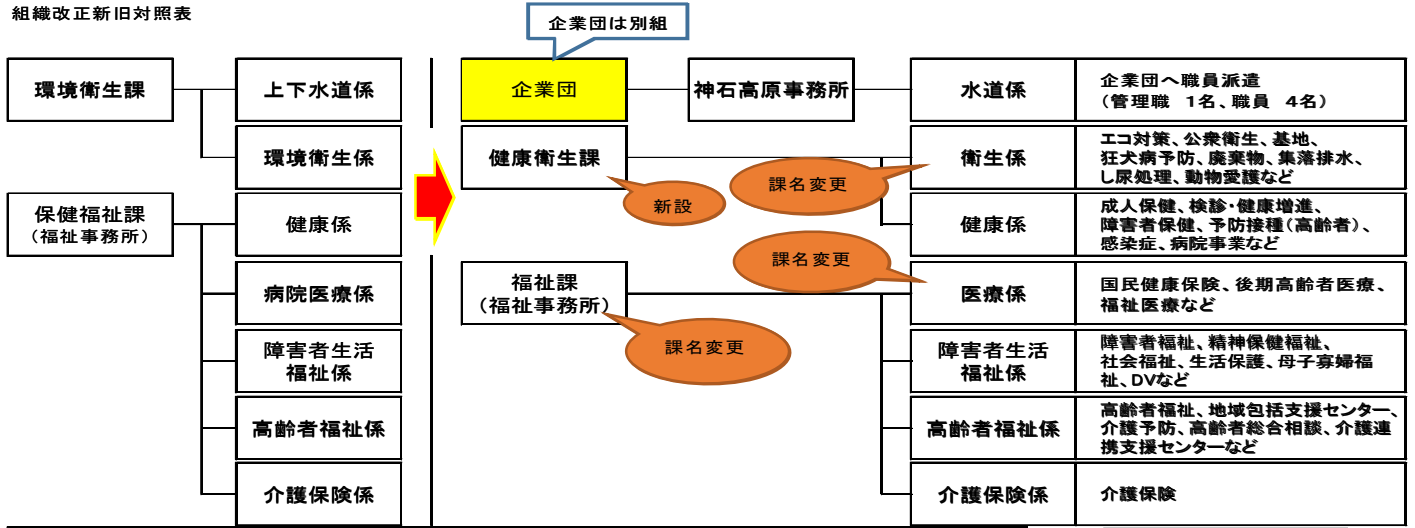 組織改正新旧対照表
企業団は別組
環境衛生課
上下水道係
環境衛生係
保健福祉課
（福祉事務所）
健康係
病院医療係
障害者生活
福祉係
高齢者福祉係
介護保険係
企業団
神石高原事務所
水道係
企業団へ職員派遣
（管理職　1名、職員　4名）
健康衛生課
新設
課名変更
衛生係
エコ対策、公衆衛生、基地、
狂犬病予防、廃棄物、集落排水、
し尿処理、動物愛護など
健康係
成人保健、検診・健康増進、
障害者保健、予防接種（高齢者）、
感染症、病院事業など
福祉課
（福祉事務所）
課名変更
課名変更
医療係
国民健康保険、後期高齢者医療、
福祉医療など
障害者生活
福祉係
障害者福祉、精神保健福祉、
社会福祉、生活保護、母子寡婦福
祉、DVなど
高齢者福祉係
高齢者福祉、地域包括支援センター、
介護予防、高齢者総合相談、介護連
携支援センターなど
介護保険係
介護保険